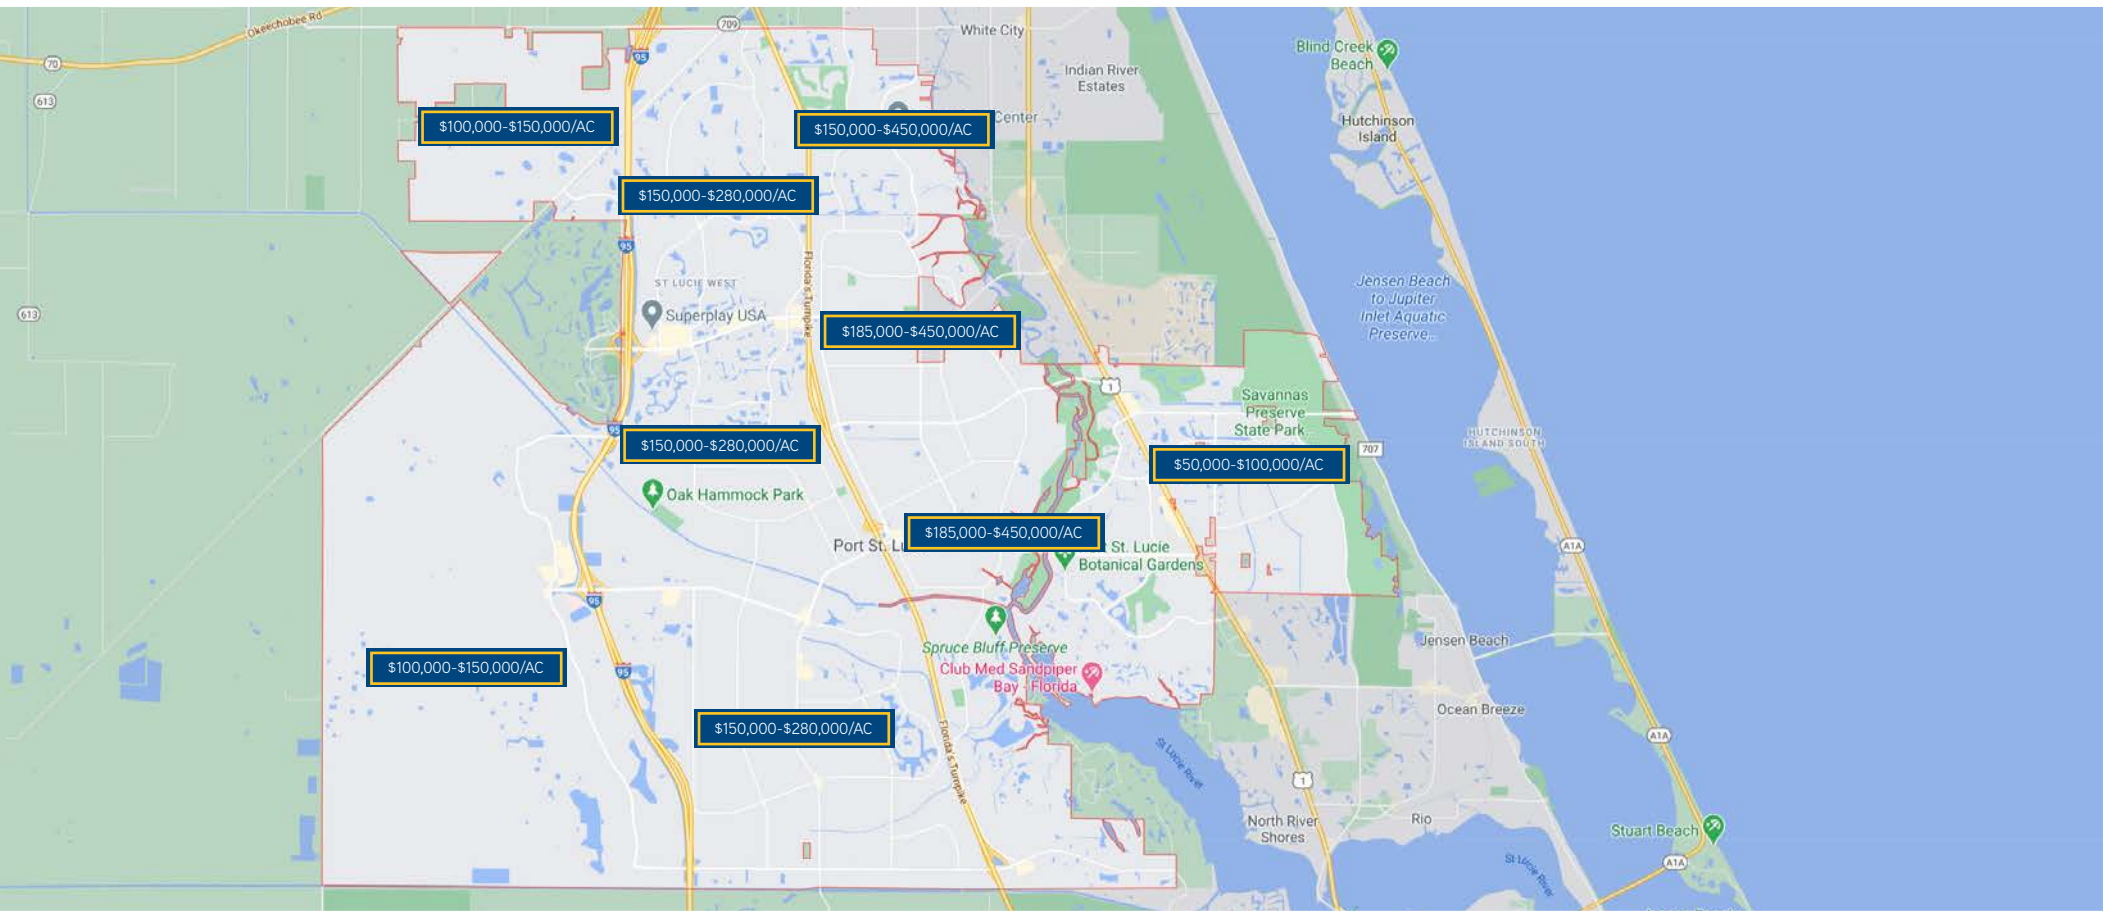 Okeechobee Rd
709
White City
Blind Creek
Beach
95
70
Indian River
Estates
613
$100,000-$150,000/AC
$150,000-$450,000/AC
Center
Hutchinson
Island
$150,000-$280,000/AC
95
ST LUCIE WEST
Florida's Turnpike
Jensen Beach
to Jupiter
Inlet Aquatic
Preserve...
613
Superplay USA
$185,000-$450,000/AC
1
Savannas
Preserve
State Park
95
$150,000-$280,000/AC
HUTCHINSON
ISLAND SOUTH
707
$50,000-$100,000/AC
Oak Hammock Park
$185,000-$450,000/AC
Port St. L
St. Lucie
Botanical Gardens
A1A
95
Spruce Bluff Preserve
Jensen Beach
$100,000-$150,000/AC
95
Club Med Sandpiper
Bay - Florida
Ocean Breeze
$150,000-$280,000/AC
Florida's Turnpike
St Lucie River
A1A
1
North River
Shores
Rio
Stuart Beach
St Lucie River
A1A